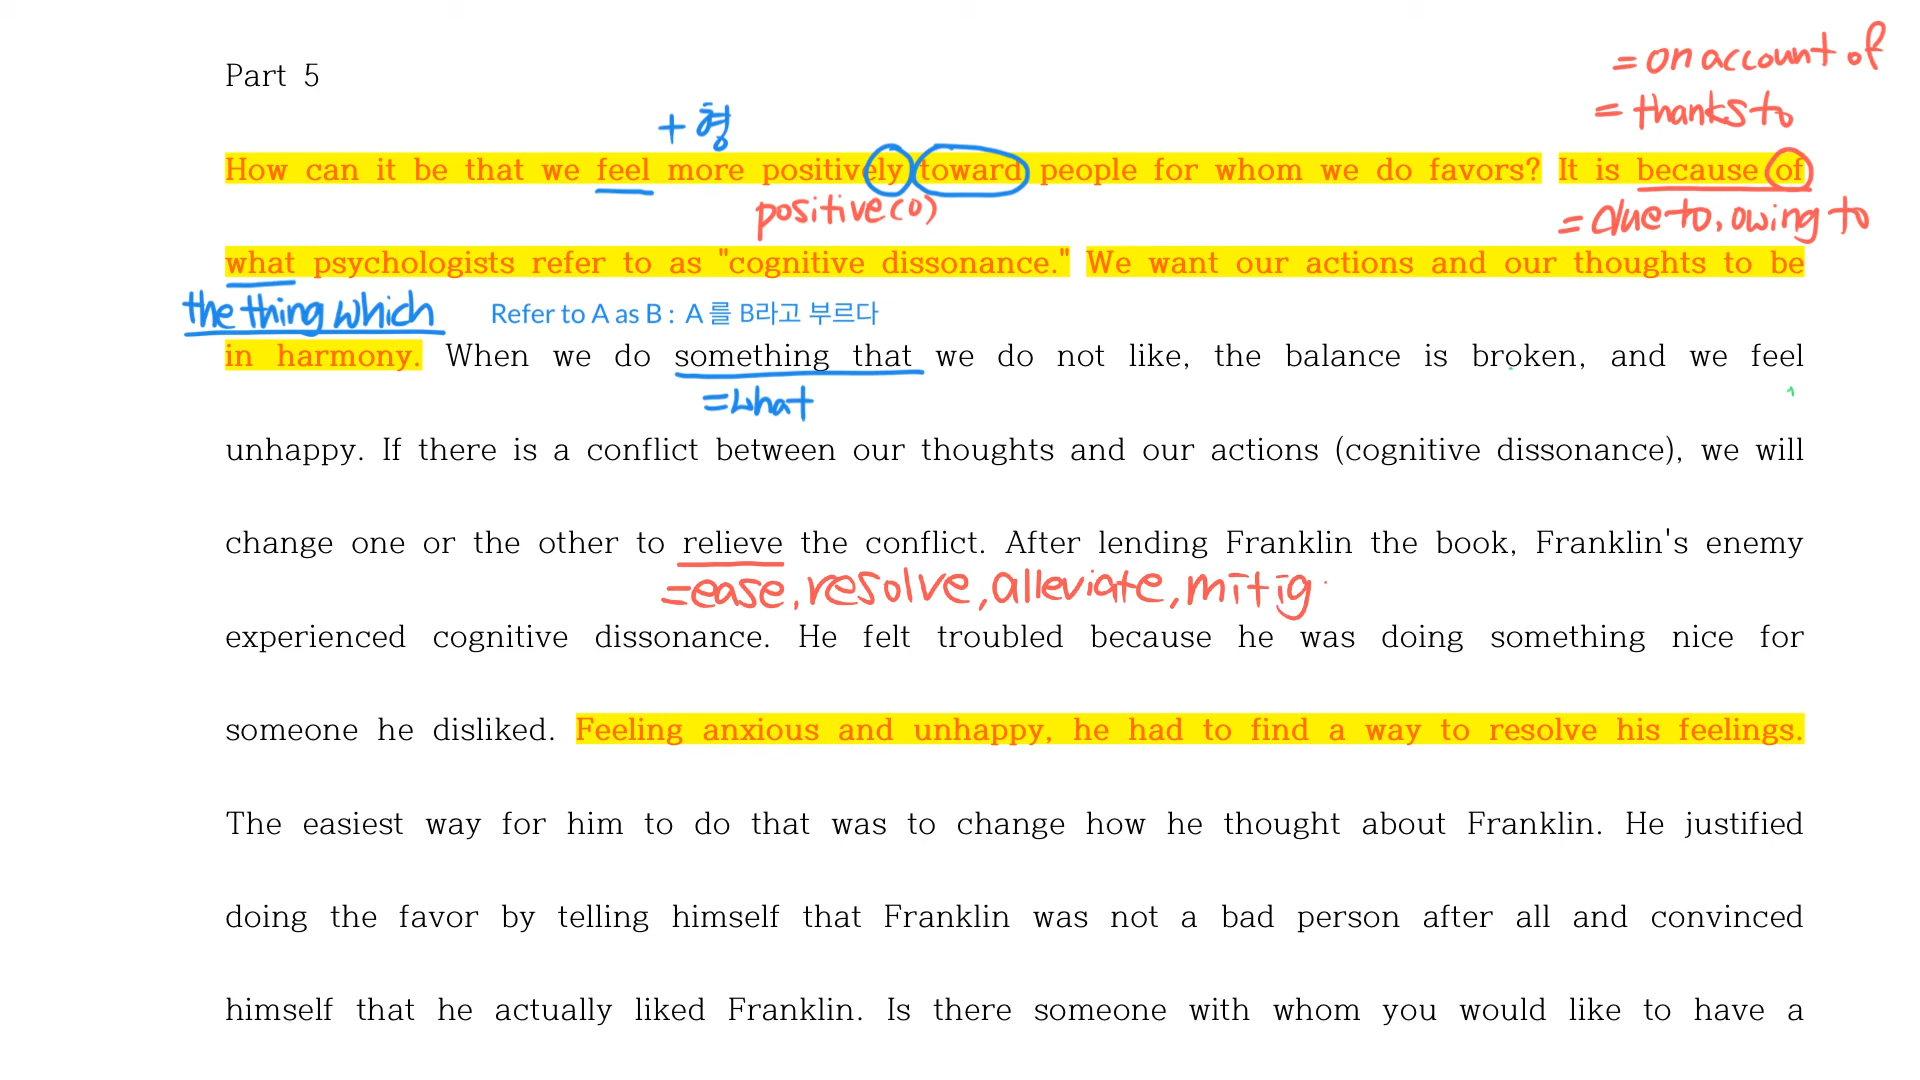 Part 5
= on account of
= thanks to
+ 형
How can it be that we feel more positively toward people for whom we do favors? It is because of
positive(o)
= due to, owing to
what psychologists refer to as "cognitive dissonance." We want our actions and our thoughts to be
the thing which
Refer to A as B : A 를 B라고 부르다
in harmony. When we do something that we do not like, the balance is broken, and we feel
=what
unhappy. If there is a conflict between our thoughts and our actions (cognitive dissonance), we will
change one or the other to relieve the conflict. After lending Franklin the book, Franklin's enemy
=ease, resolve, alleviate, mitig
experienced cognitive dissonance. He felt troubled because he was doing something nice for
someone he disliked. Feeling anxious and unhappy, he had to find a way to resolve his feelings.
The easiest way for him to do that was to change how he thought about Franklin. He justified
doing the favor by telling himself that Franklin was not a bad person after all and convinced
himself that he actually liked Franklin. Is there someone with whom you would like to have a